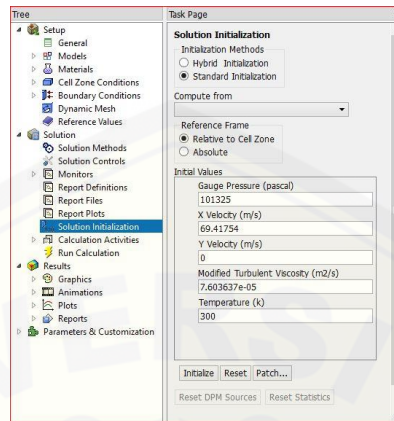 Tree
Setup
General
Models
Materials
Cell Zone Conditions
Boundary Conditions
Dynamic Mesh
Reference Values
Solution
Solution Methods
Solution Controls
Monitors
Report Definitions
Report Files
Report Plots
Solution Initialization
Calculation Activities
Run Calculation
Results
Graphics
Animations
Plots
Reports
Parameters & Customization
Task Page
Solution Initialization
Initialization Methods
Hybrid Initialization
Standard Initialization
Compute from
Reference Frame
Relative to Cell Zone
Absolute
Initial Values
Gauge Pressure (pascal)
101325
X Velocity (m/s)
69.41754
Y Velocity (m/s)
0
Modified Turbulent Viscosity (m2/s)
7.603637e-05
Temperature (k)
300
Initialize Reset Patch...
Reset DPM Sources Reset Statistics